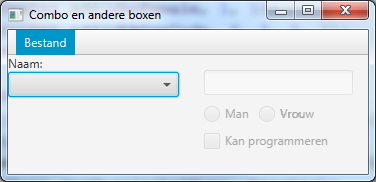 Combo en andere boxen
Bestand
Naam:
Man Vrouw
Kan programmeren